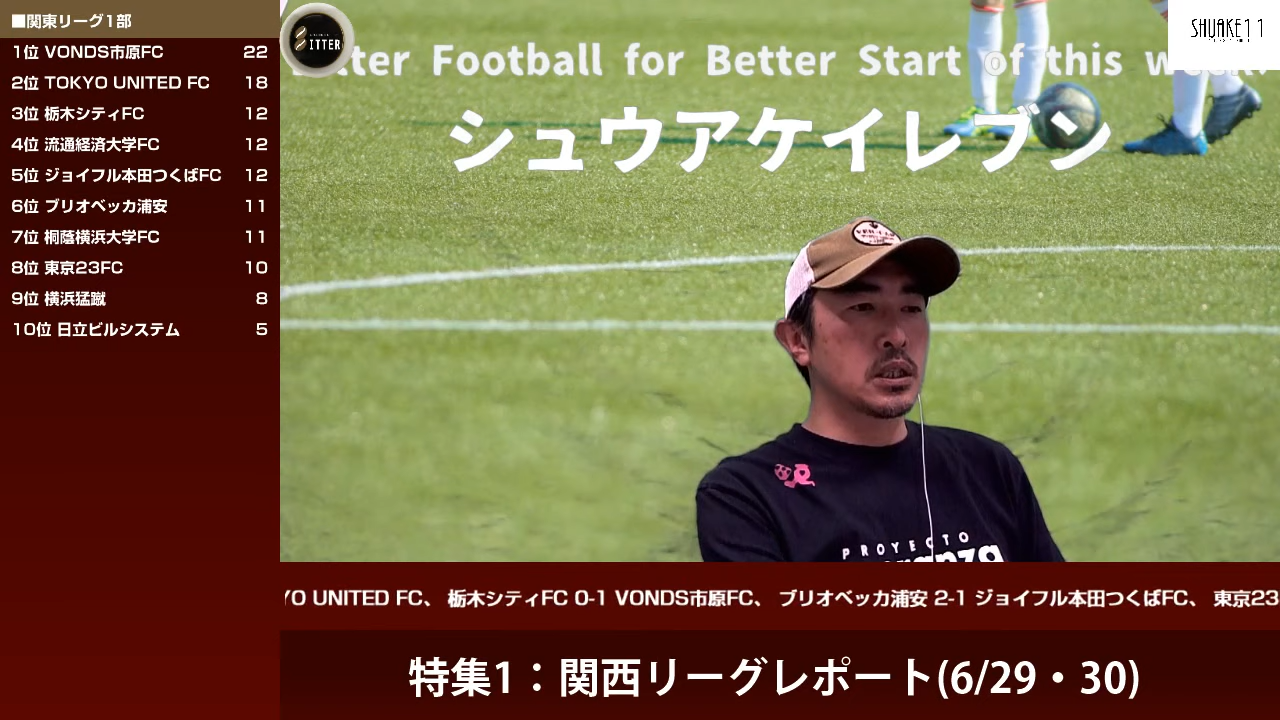 ■関東リーグ1部
1位 VONDS市原FC 22
2位 TOKYO UNITED FC 18
3位 栃木シティFC 12
4位 流通経済大学FC 12
5位 ジョイフル本田つくばFC 12
6位 ブリオベッカ浦安 11
7位 桐蔭横浜大学FC 11
8位 東京23FC 10
9位 横浜猛蹴 8
10位 日立ビルシステム 5
ITTER
SHUAKE11
Football for Better Start of this
シュウアケイレブン
PROYECTO
YO UNITED FC、 栃木シティFC 0-1 VONDS市原FC、 ブリオベッカ浦安 2-1 ジョイフル本田つくばFC、 東京23
特集1：関西リーグレポート(6/29・30)